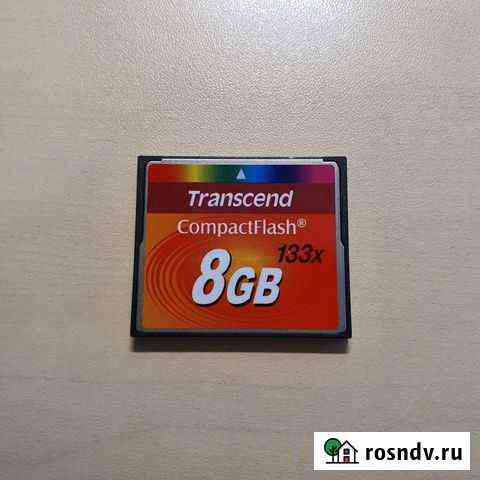 Transcend
CompactFlash®
133x
8GB
rosndv.ru